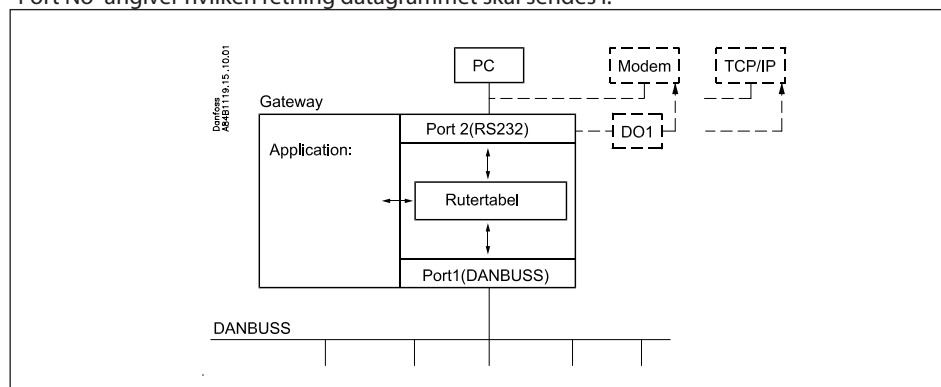 "Port No" angiver hvilken retning datagrammet skal sendes i.
Danfoss
A84B1119.15.10.01
PC
Modem
TCP/IP
Gateway
Port 2(RS232)
DO1
Application:
Rutertabel
Port1(DANBUSS)
DANBUSS